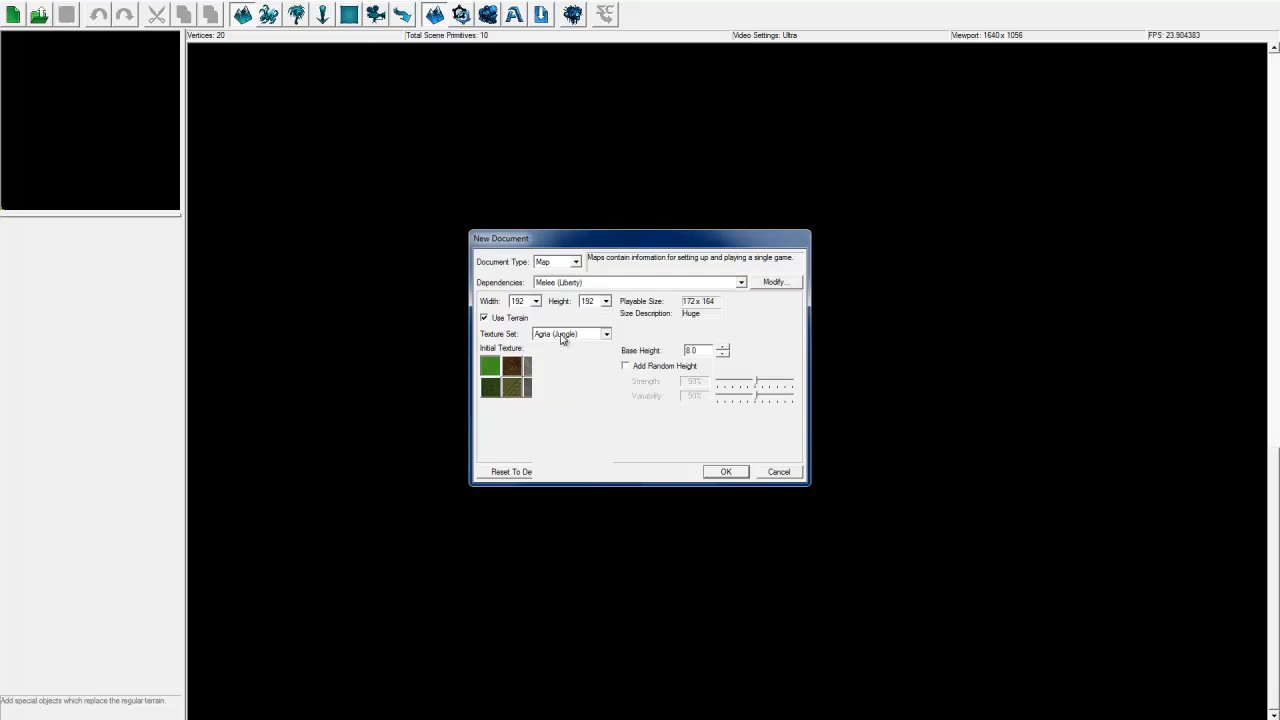 Vertices: 20 Total Scene Primitives: 10 Video Settings: Ultra Viewport: 1640 x 1056 FPS: 23.904383
New Document
Document Type: Map Maps contain information for setting up and playing a single game.
Dependencies: Melee (Liberty) Modify...
Width: 192 Height: 192 Playable Size: 172 x 164
Size Description: Huge
Use Terrain
Texture Set: Agria (Jungle)
Initial Texture: Base Height: 8.0
Add Random Height
Strength: 50%
Variability: 50%
Reset To De OK Cancel
Add special objects which replace the regular terrain.